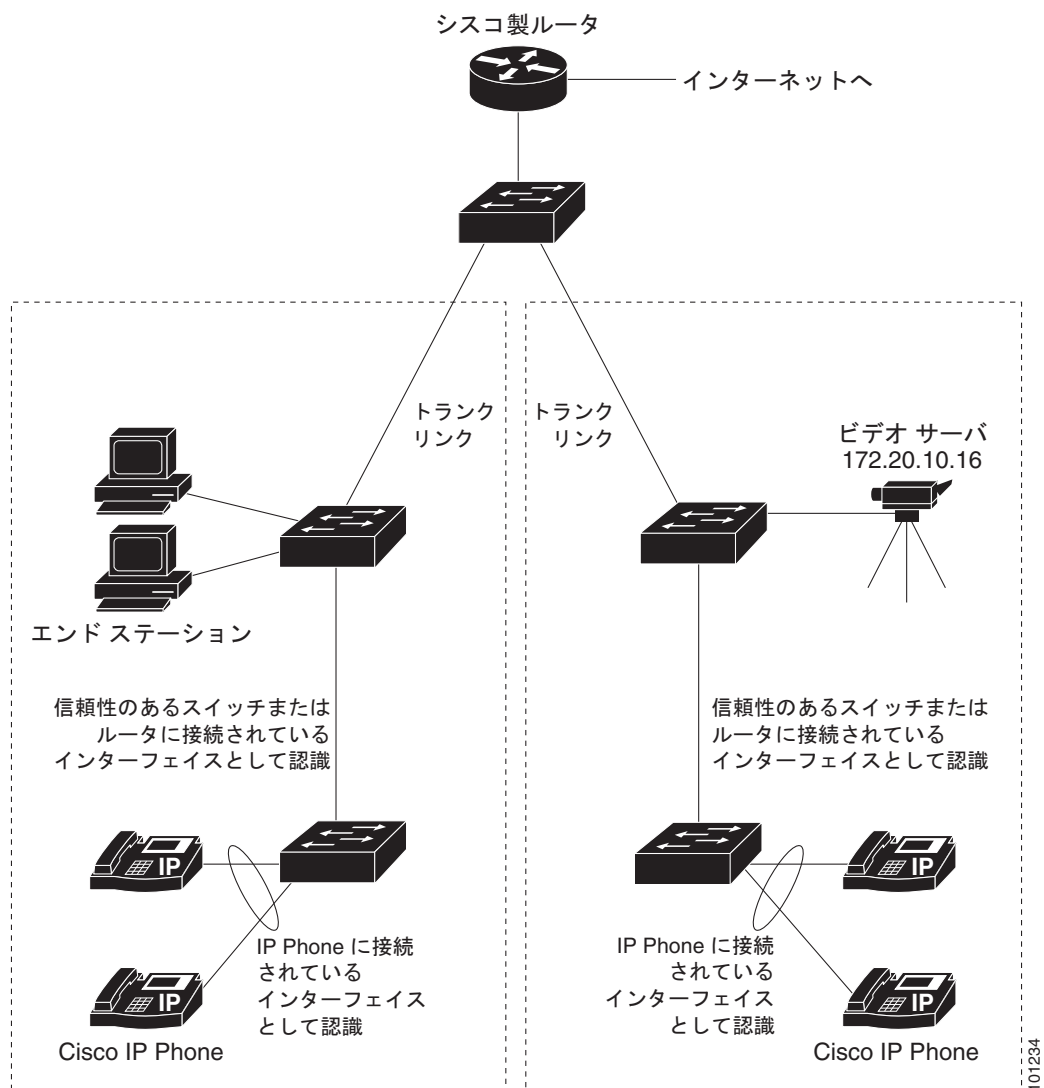 シスコ製ルータ
インターネットへ
トランク
リンク
トランク
リンク
ビデオ サーバ
172.20.10.16
エンド ステーション
信頼性のあるスイッチまたは
ルータに接続されている
インターフェイスとして認識
信頼性のあるスイッチまたは
ルータに接続されている
インターフェイスとして認識
IP
IP
IP Phone に接続
されている
インターフェイス
として認識
IP Phone に接続
されている
インターフェイス
として認識
IP
IP
Cisco IP Phone
Cisco IP Phone
101234